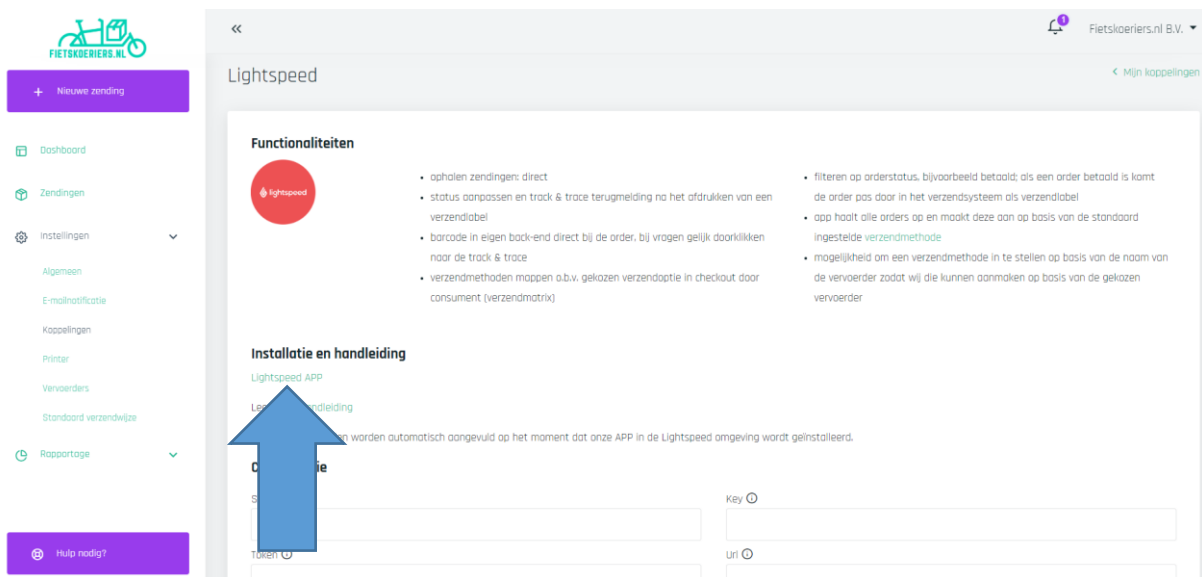 FIETSKOERIERS.NL
+ Nieuwe zending
Dashboard
Zendingen
Instellingen
Algemeen
E-mailnotificatie
Koppelingen
Printer
Vervoerders
Standaard verzendwijze
Rapportage
Hulp nodig?
«
1
Fietskoeriers.nl B.V.
Lightspeed
< Mijn koppelingen
Functionaliteiten
lightspeed
• ophalen zendingen: direct
• status aanpassen en track & trace terugmelding na het afdrukken van een
verzendlabel
• barcode in eigen back-end direct bij de order, bij vragen gelijk doorklikken
naar de track & trace
• verzendmethoden mappen o.b.v. gekozen verzendoptie in checkout door
consument (verzendmatrix)
• filteren op orderstatus, bijvoorbeeld betaald; als een order betaald is komt
de order pas door in het verzendsysteem als verzendlabel
• app haalt alle orders op en maakt deze aan op basis van de standaard
ingestelde verzendmethode
• mogelijkheid om een verzendmethode in te stellen op basis van de naam van
de vervoerder zodat wij die kunnen aanmaken op basis van de gekozen
vervoerder
Installatie en handleiding
Lightspeed APP
worden automatisch aangevuld op het moment dat onze APP in de Lightspeed omgeving wordt geïnstalleerd.
Key
Token
Url